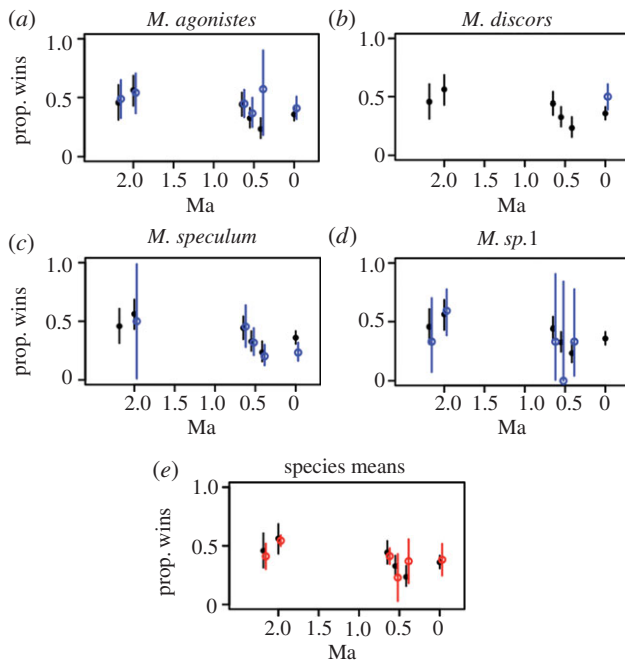 (a) M. agonistes
(b) M. discors
prop. wins
1.0
0.5
0
2.0 1.5 1.0 0.5 0
Ma
1.0
0.5
0
2.0 1.5 1.0 0.5 0
Ma
(c) M. speculum
(d) M. sp.1
prop. wins
1.0
0.5
0
2.0 1.5 1.0 0.5 0
Ma
1.0
0.5
0
2.0 1.5 1.0 0.5 0
Ma
(e) species means
prop. wins
1.0
0.5
0
2.0 1.5 1.0 0.5 0
Ma